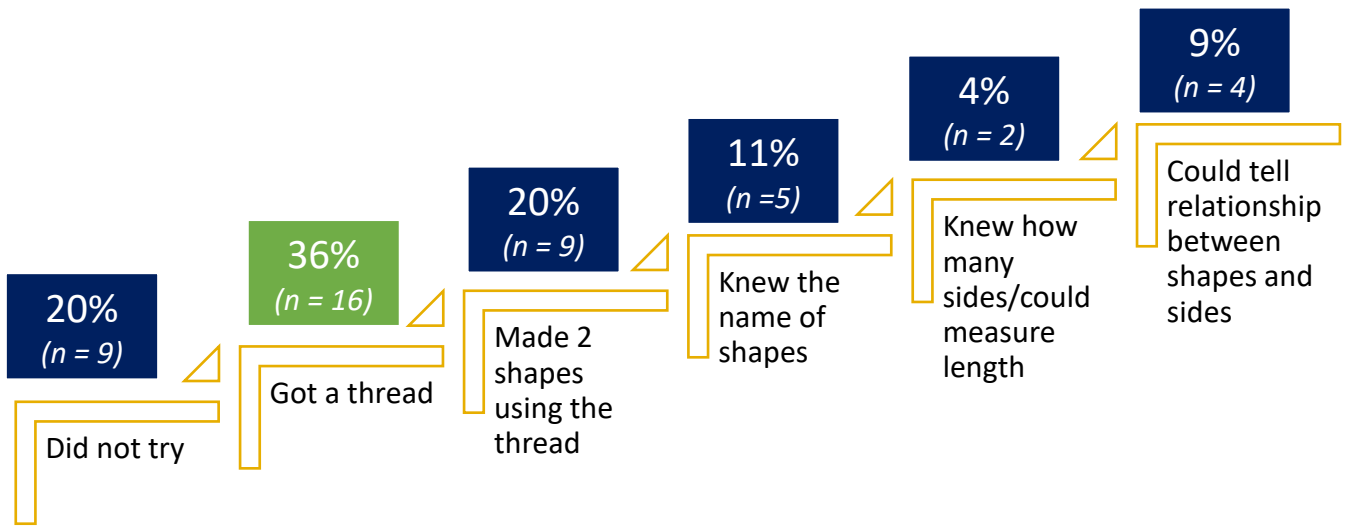 20%
(n = 9)
Did not try
36%
(n = 16)
Got a thread
20%
(n = 9)
Made 2
shapes
using the
thread
11%
(n =5)
Knew the
name of
shapes
4%
(n = 2)
Knew how
many
sides/could
measure
length
9%
(n = 4)
Could tell
relationship
between
shapes and
sides